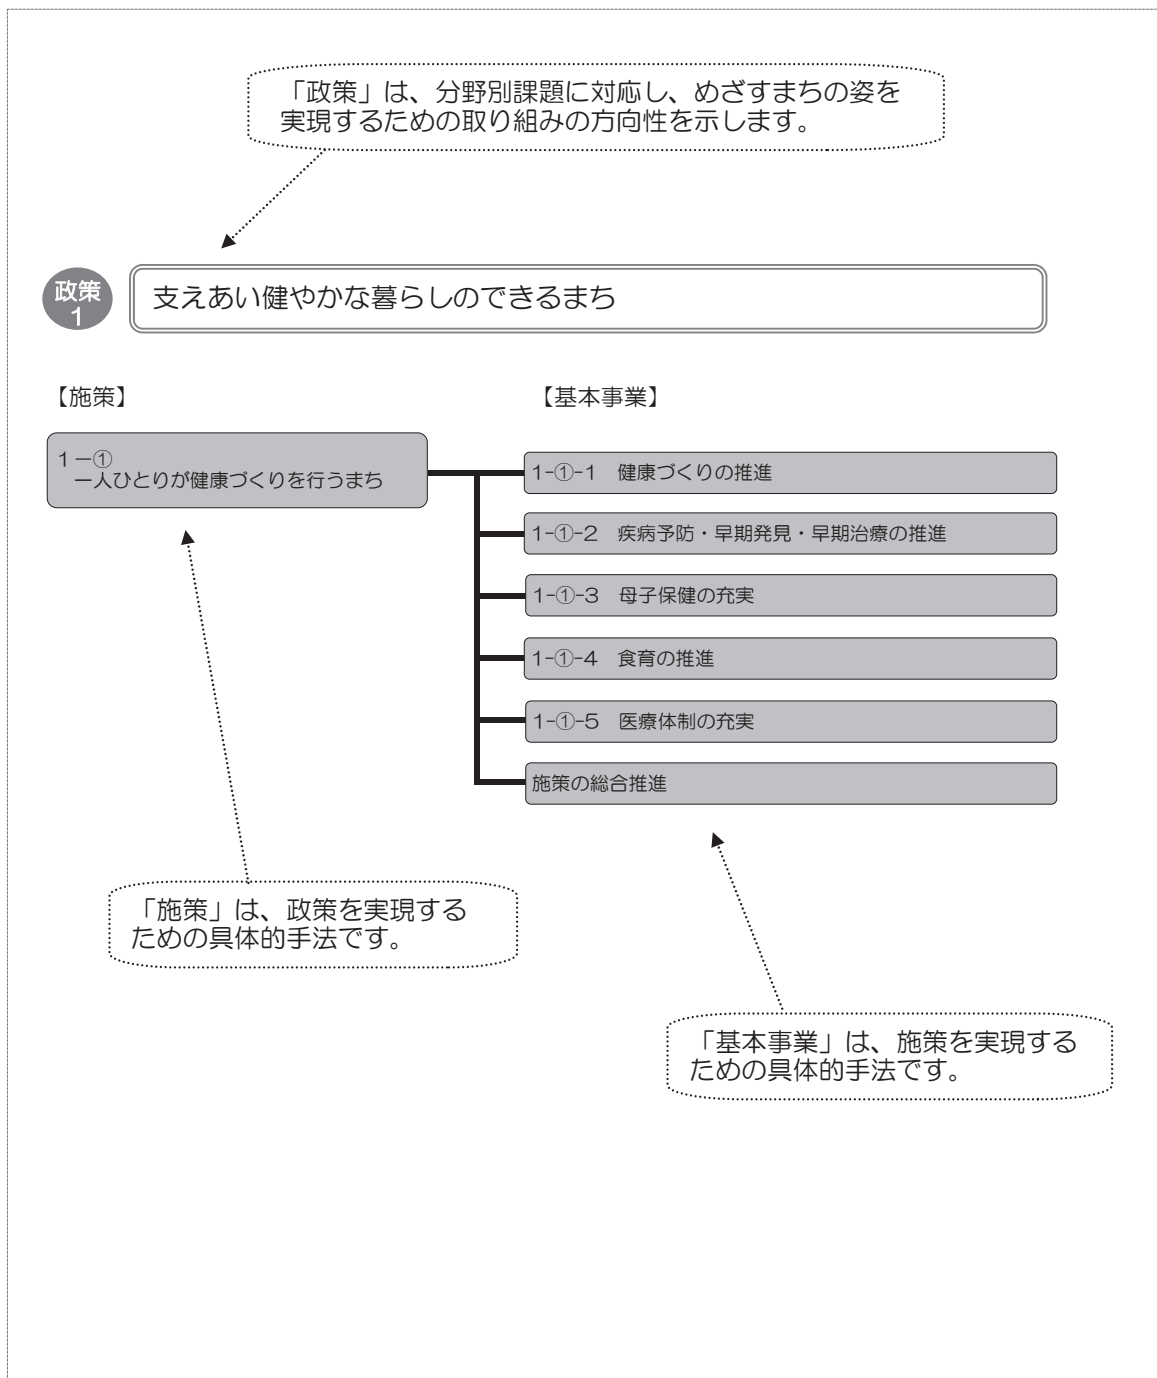 「政策」は、分野別課題に対応し、めざすまちの姿を
実現するための取り組みの方向性を示します。
政策
1
支えあい健やかな暮らしのできるまち
【施策】
【基本事業】
1－①
一人ひとりが健康づくりを行うまち
1-①-1　健康づくりの推進
1-①-2　疾病予防・早期発見・早期治療の推進
1-①-3　母子保健の充実
1-①-4　食育の推進
1-①-5　医療体制の充実
施策の総合推進
「施策」は、政策を実現する
ための具体的手法です。
「基本事業」は、施策を実現する
ための具体的手法です。